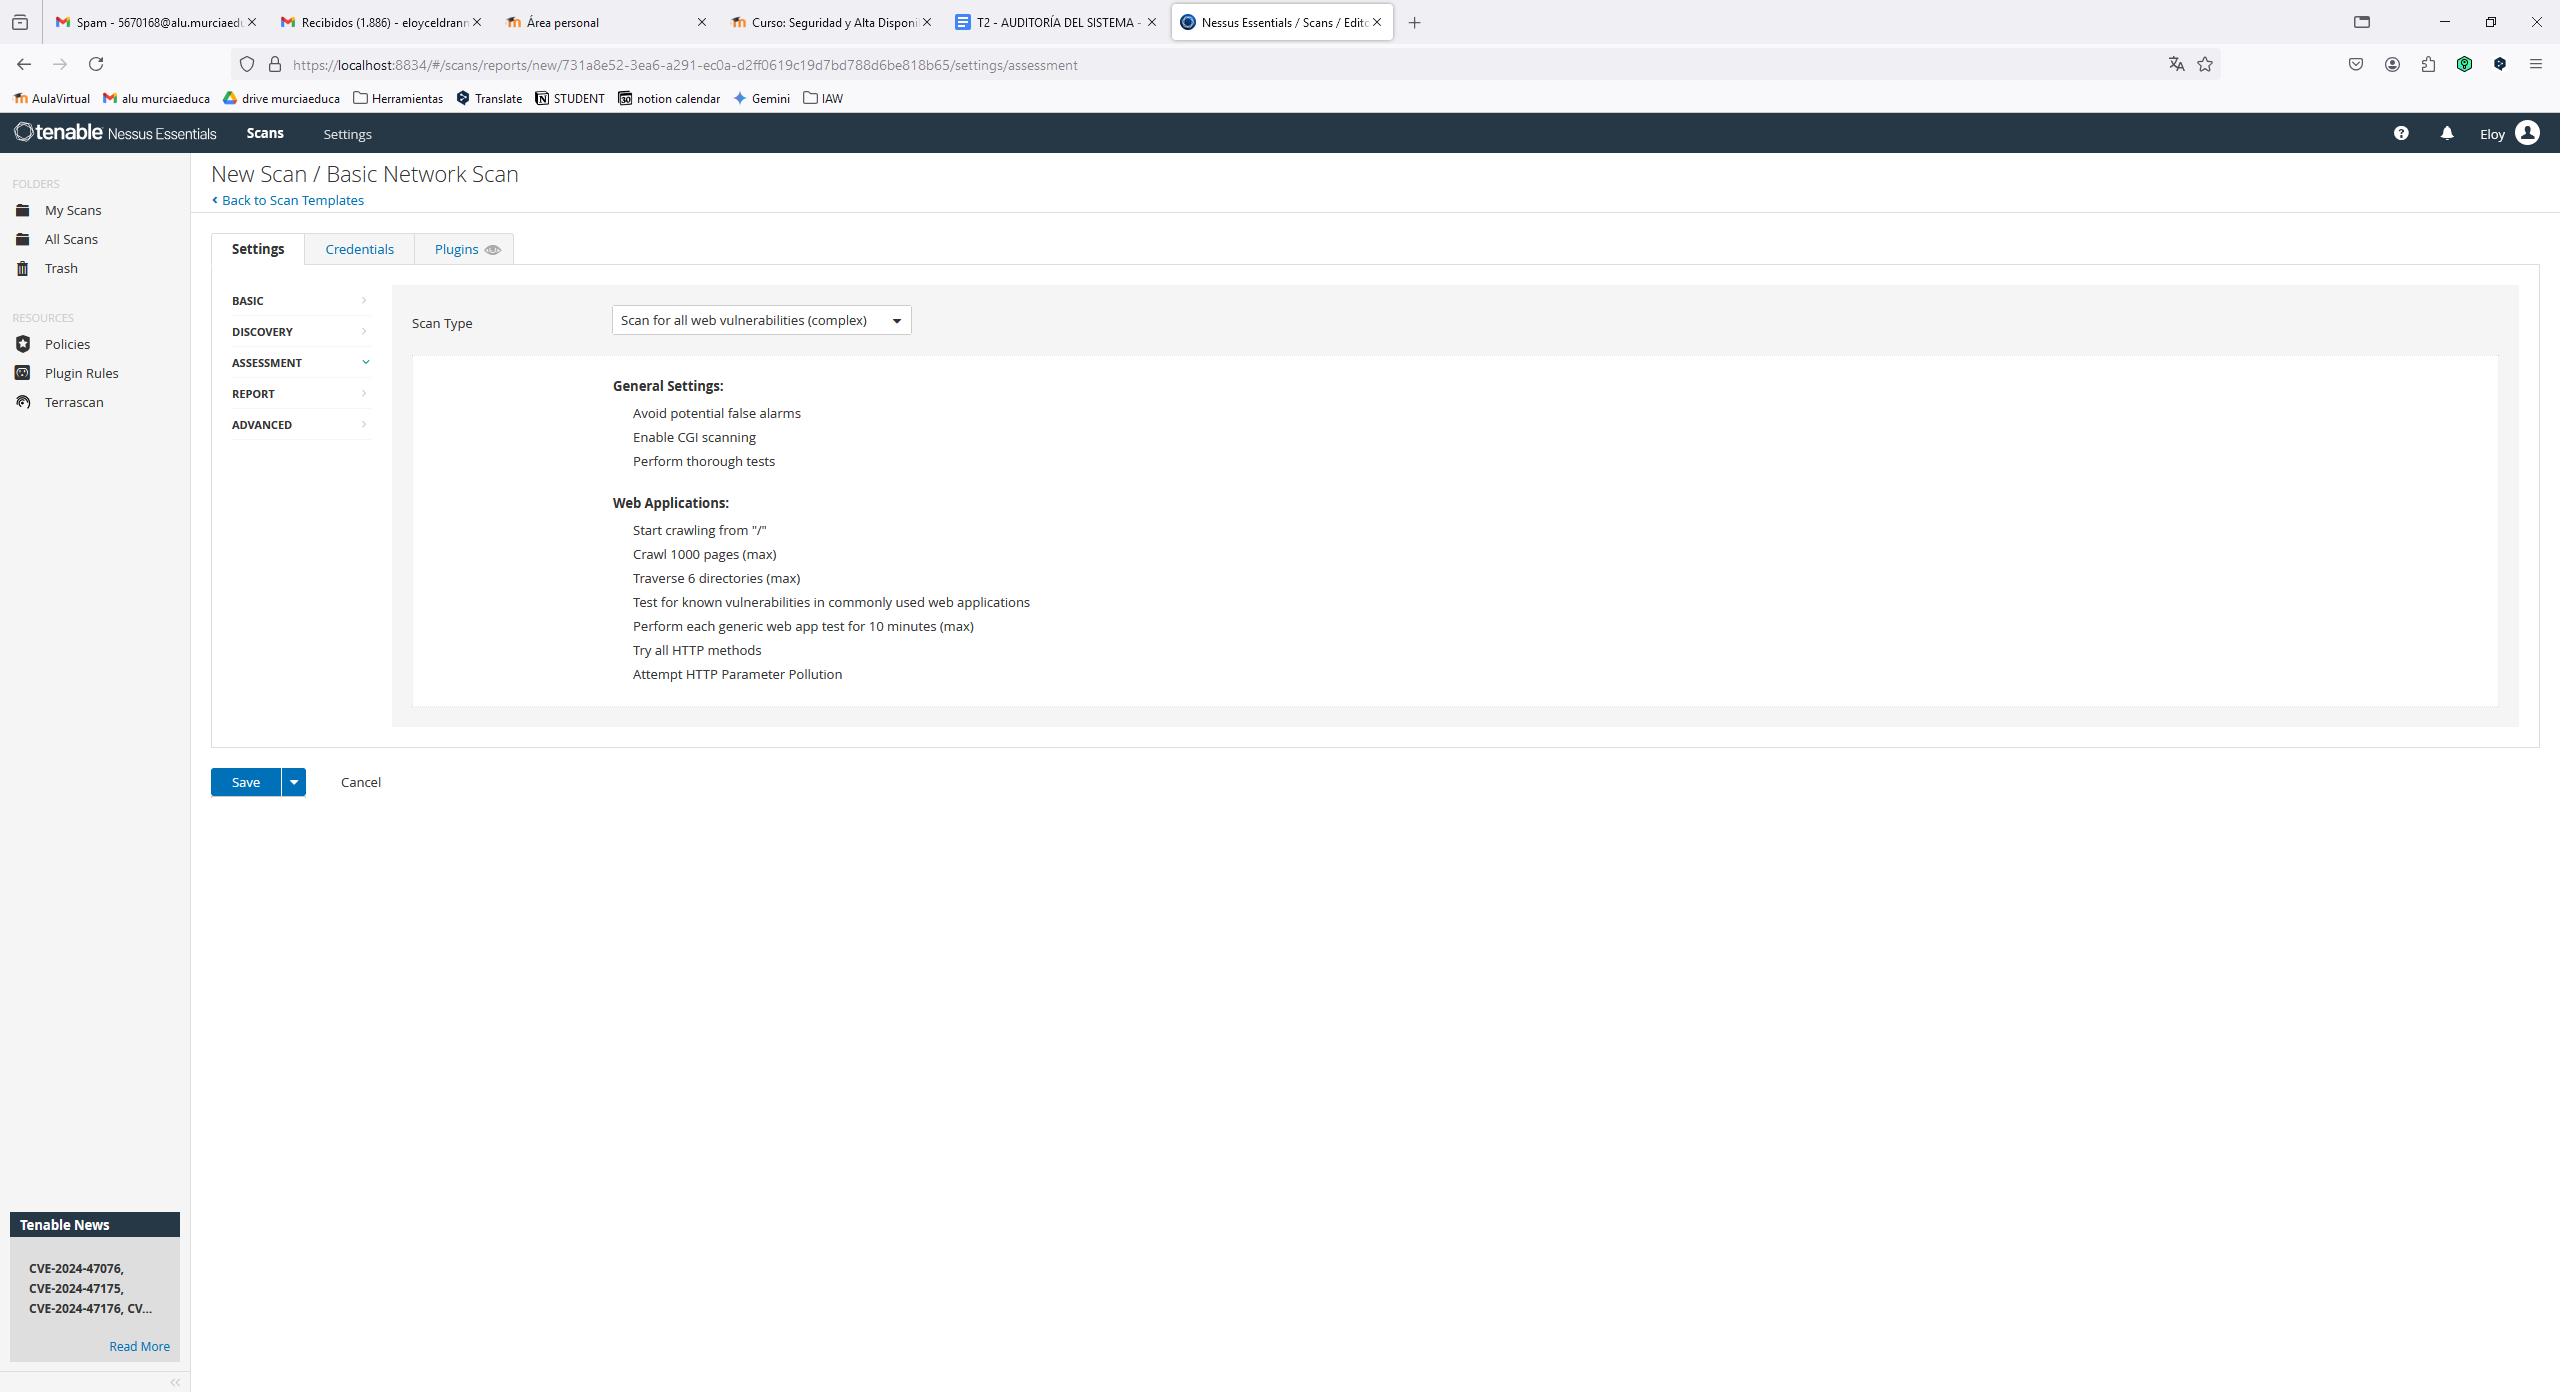 Spam - 5670168@alu.murciaedu
Recibidos (1.886) - eloyceldrann
Área personal
Curso: Seguridad y Alta Disponi
T2 - AUDITORÍA DEL SISTEMA -
Nessus Essentials / Scans / Edito
https://localhost:8834/#/scans/reports/new/731a8e52-3ea6-a291-ec0a-d2ff0619c19d7bd788d6be818b65/settings/assessment
AulaVirtual
alu murciaeduca
drive murciaeduca
Herramientas
Translate
STUDENT
notion calendar
Gemini
IAW
tenable Nessus Essentials
Scans
Settings
Eloy
FOLDERS
My Scans
All Scans
Trash
RESOURCES
Policies
Plugin Rules
Terrascan
New Scan / Basic Network Scan
Back to Scan Templates
Settings
Credentials
Plugins
BASIC
DISCOVERY
ASSESSMENT
REPORT
ADVANCED
Scan Type
Scan for all web vulnerabilities (complex)
General Settings:
Avoid potential false alarms
Enable CGI scanning
Perform thorough tests
Web Applications:
Start crawling from "/"
Crawl 1000 pages (max)
Traverse 6 directories (max)
Test for known vulnerabilities in commonly used web applications
Perform each generic web app test for 10 minutes (max)
Try all HTTP methods
Attempt HTTP Parameter Pollution
Save
Cancel
Tenable News
CVE-2024-47076,
CVE-2024-47175,
CVE-2024-47176, CV...
Read More